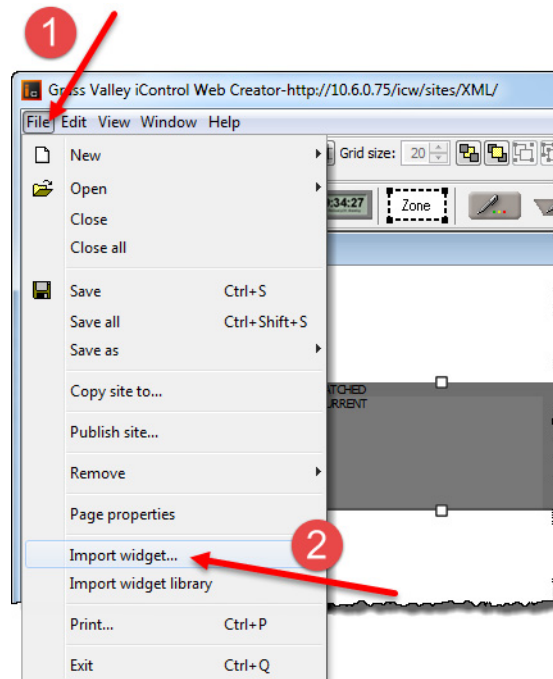 1
Grass Valley iControl Web Creator-http://10.6.0.75/icw/sites/XML/
File Edit View Window Help
New
Grid size: 20
Open
:34:27
Zone
Close
Close all
Save Ctrl+S
Save all Ctrl+Shift+S
Save as
Copy site to...
TCHED
URRENT
Publish site...
Remove
Page properties
Import widget...
2
Import widget library
Print... Ctrl+P
Exit Ctrl+Q